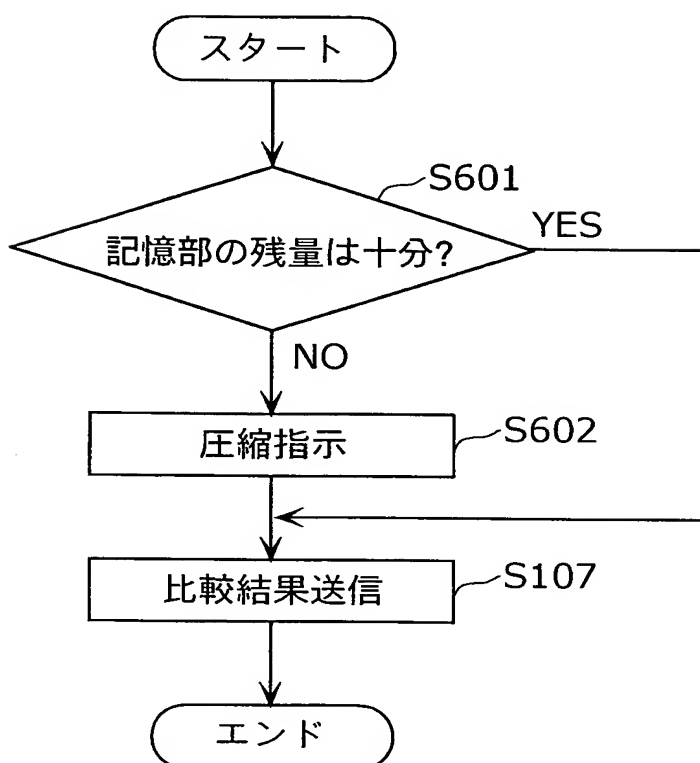 スタート
S601
記憶部の残量は十分?
YES
NO
圧縮指示
S602
比較結果送信
S107
エンド